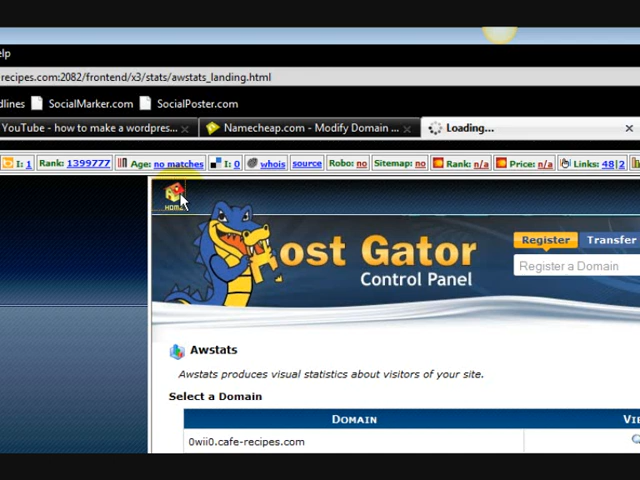 elp
recipes.com:2082/frontend/x3/stats/awstats_landing.html
dlines SocialMarker.com SocialPoster.com
YouTube - how to make a wordpres... Namecheap.com - Modify Domain ... Loading...
I: 1 Rank: 1399777 Age: no matches I: 0 whois source Robo: no Sitemap: no Rank: n/a Price: n/a Links: 48|2
HOME
Host Gator
Control Panel
Register Transfer
Register a Domain
Awstats
Awstats produces visual statistics about visitors of your site.
Select a Domain
DOMAIN VIE
0wii0.cafe-recipes.com